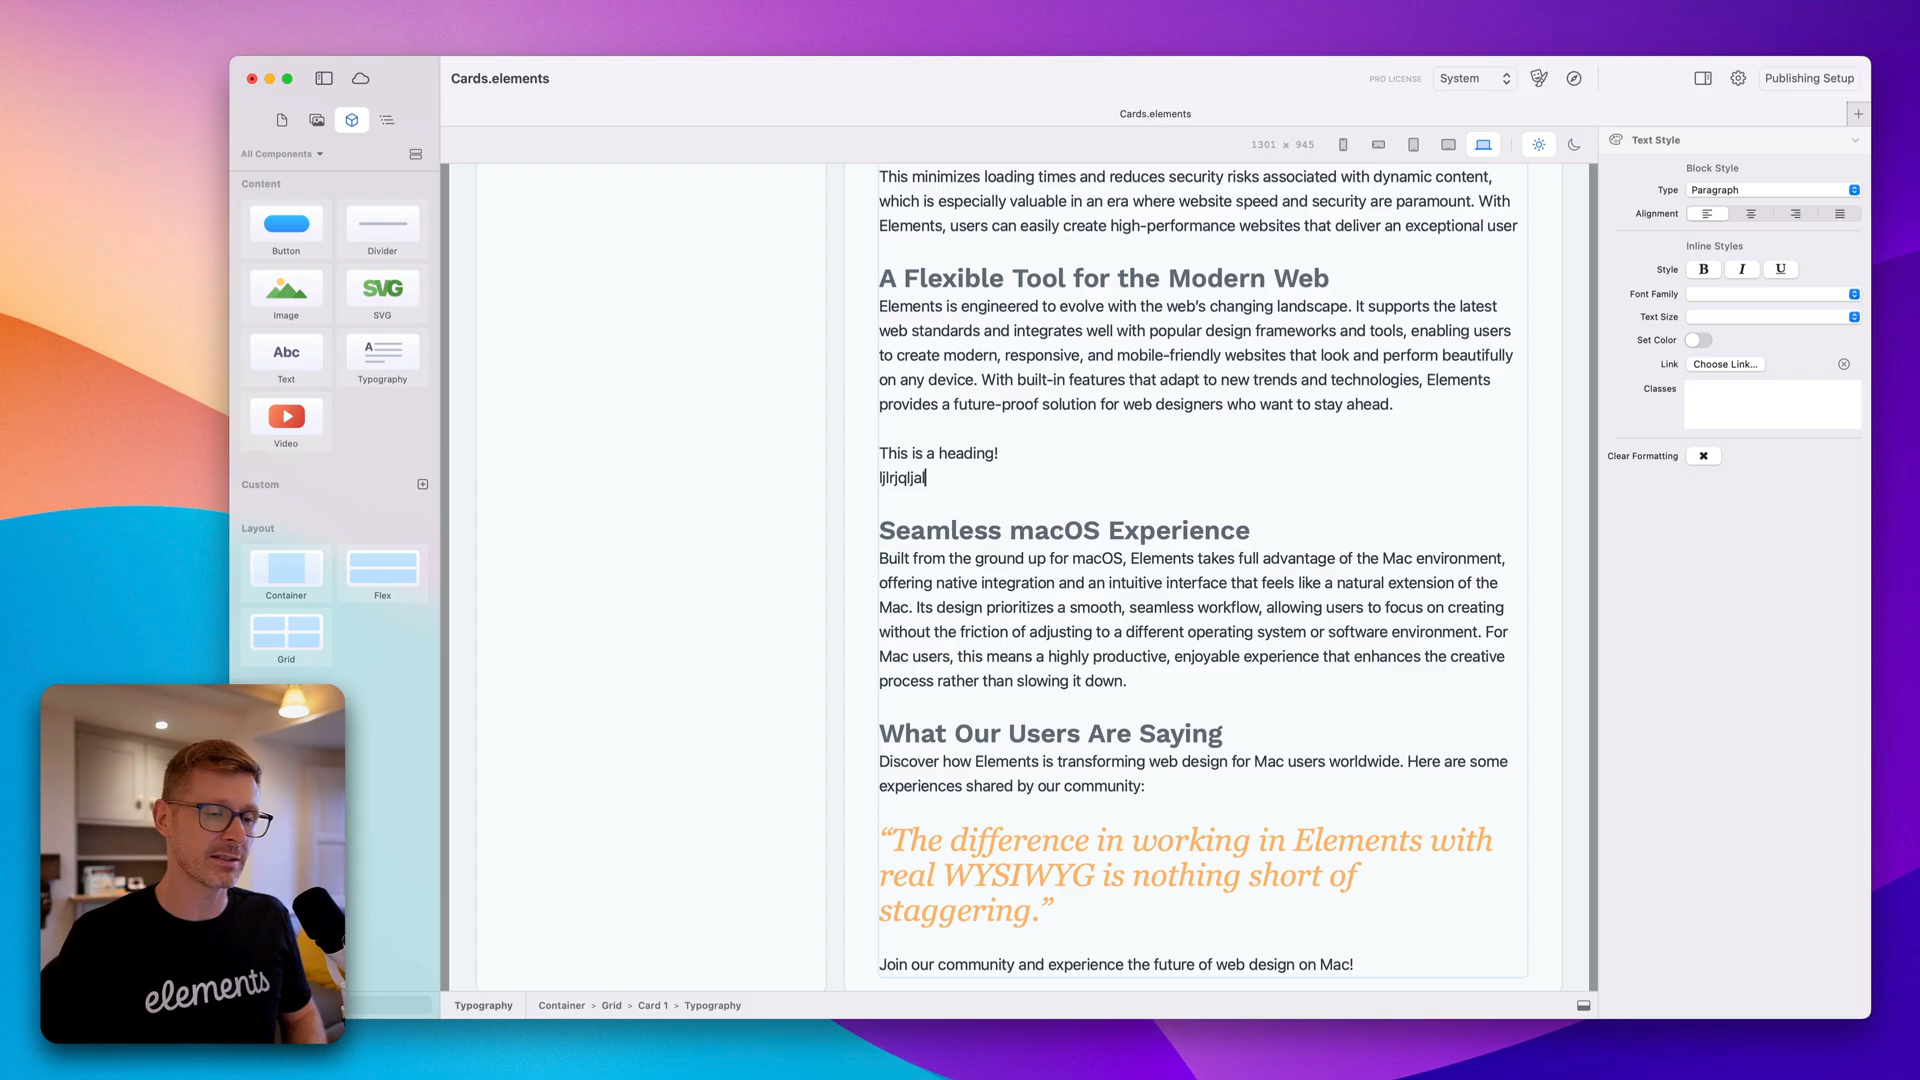 Cards.elements
PRO LICENSE
System
Publishing Setup
Cards.elements
All Components
1301 x 945
Content
Button
Divider
Image
SVG
SVG
Abc
Text
A
Typography
Video
Custom
Layout
Container
Flex
Grid
This minimizes loading times and reduces security risks associated with dynamic content,
which is especially valuable in an era where website speed and security are paramount. With
Elements, users can easily create high-performance websites that deliver an exceptional user
A Flexible Tool for the Modern Web
Elements is engineered to evolve with the web’s changing landscape. It supports the latest
web standards and integrates well with popular design frameworks and tools, enabling users
to create modern, responsive, and mobile-friendly websites that look and perform beautifully
on any device. With built-in features that adapt to new trends and technologies, Elements
provides a future-proof solution for web designers who want to stay ahead.
This is a heading!
ljlrjqljal
Seamless macOS Experience
Built from the ground up for macOS, Elements takes full advantage of the Mac environment,
offering native integration and an intuitive interface that feels like a natural extension of the
Mac. Its design prioritizes a smooth, seamless workflow, allowing users to focus on creating
without the friction of adjusting to a different operating system or software environment. For
Mac users, this means a highly productive, enjoyable experience that enhances the creative
process rather than slowing it down.
What Our Users Are Saying
Discover how Elements is transforming web design for Mac users worldwide. Here are some
experiences shared by our community:
“The difference in working in Elements with
real WYSIWYG is nothing short of
staggering.”
Join our community and experience the future of web design on Mac!
Typography
Container > Grid > Card 1 > Typography
Text Style
Block Style
Type
Paragraph
Alignment
Inline Styles
Style
B
I
U
Font Family
Text Size
Set Color
Link
Choose Link...
Classes
Clear Formatting
elements